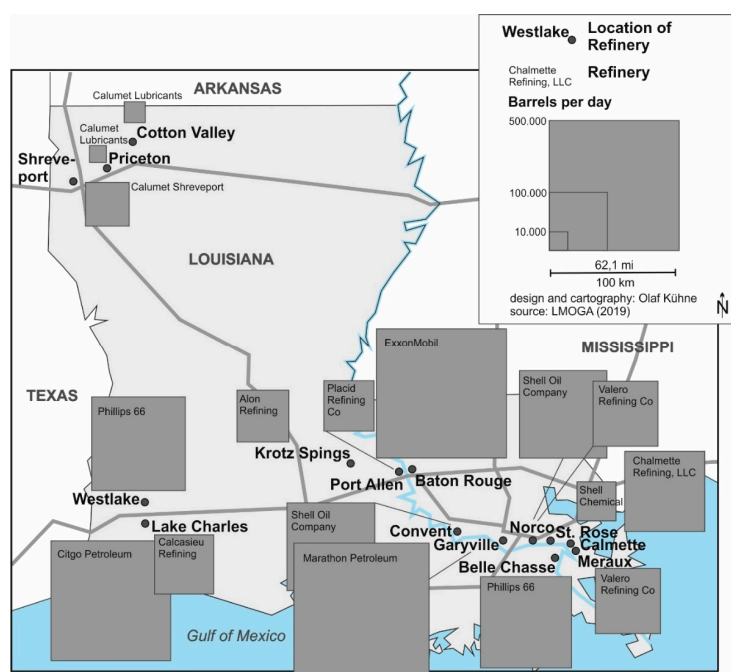 Westlake
Location of
Refinery
Chalmette
Refining, LLC
Refinery
Barrels per day
500.000
100.000
10.000
62,1 mi
100 km
design and cartography: Olaf Kühne
source: LMOGA (2019)
N
ARKANSAS
Calumet Lubricants
Calumet
Lubricants
Cotton Valley
Shreve-
port
Priceton
Calumet Shreveport
LOUISIANA
MISSISSIPPI
TEXAS
ExxonMobil
Phillips 66
Alon
Refining
Placid
Refining
Co
Shell Oil
Company
Valero
Refining Co
Krotz Spings
Port Allen
Baton Rouge
Chalmette
Refining, LLC
Westlake
Lake Charles
Shell Oil
Company
Convent
Garyville
Norco
St. Rose
Shell
Chemical
Calmette
Meraux
Belle Chasse
Citgo Petroleum
Calcasieu
Refining
Marathon Petroleum
Phillips 66
Valero
Refining Co
Gulf of Mexico